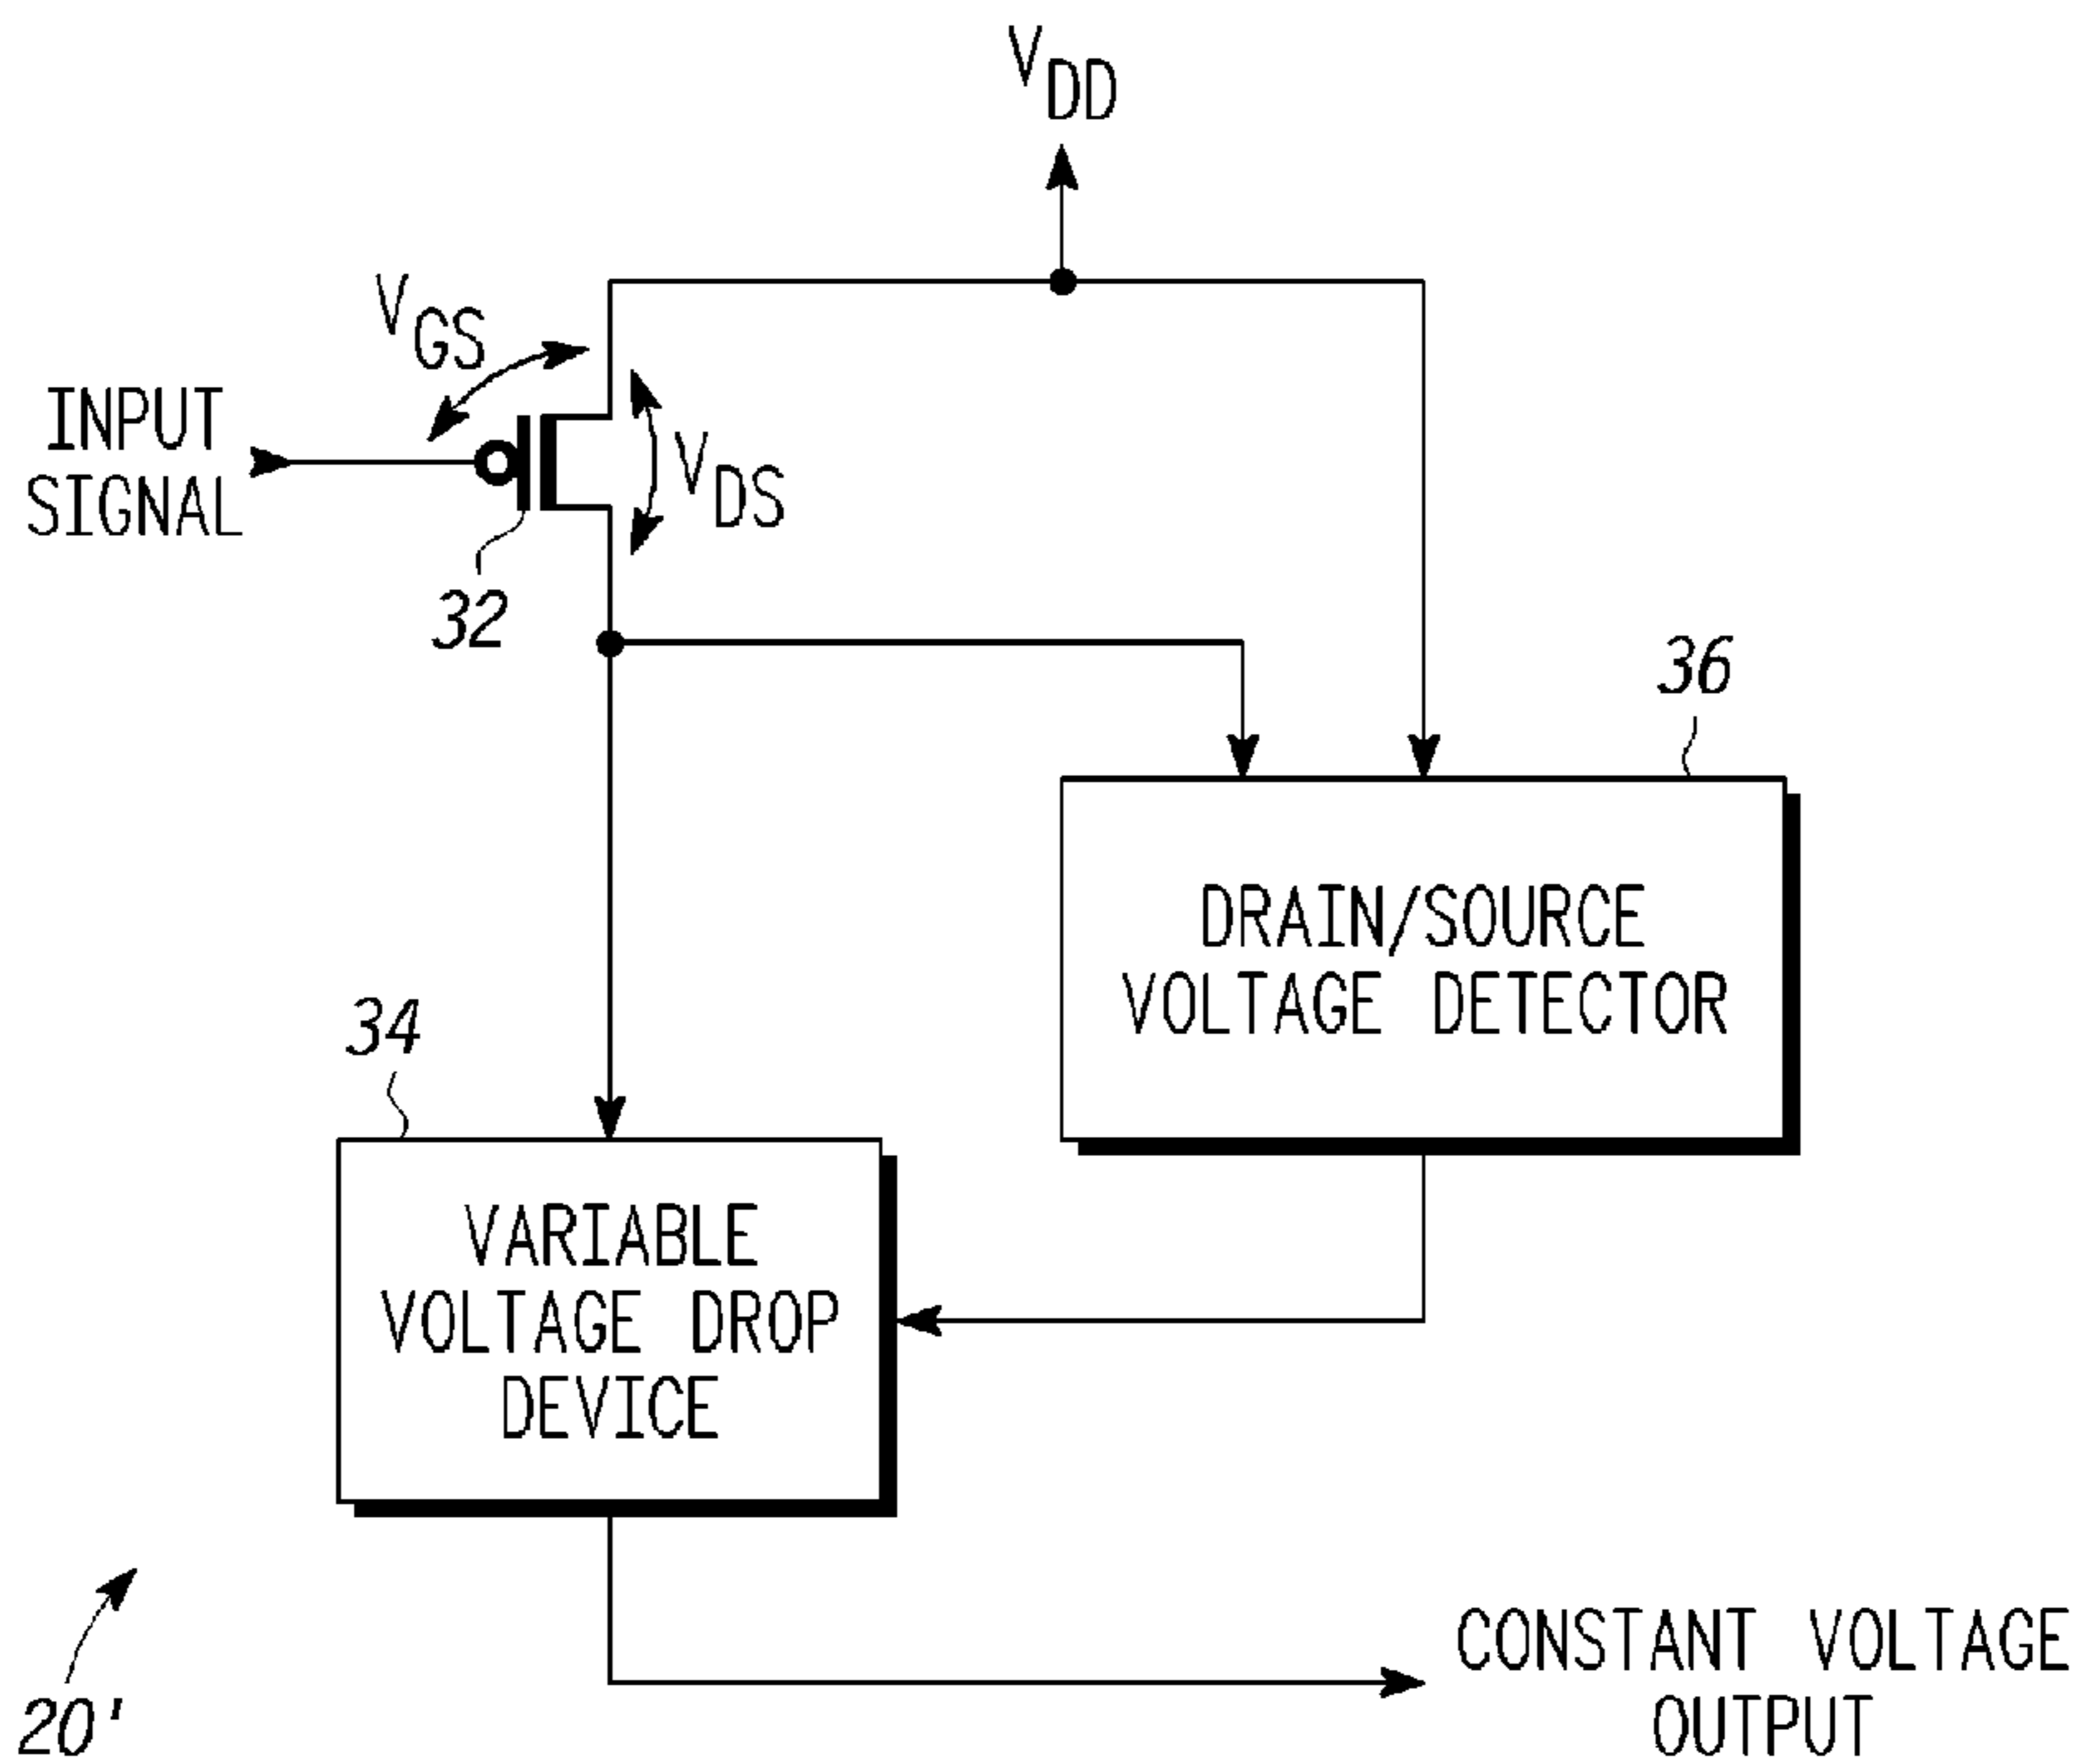 VDD
VGS
INPUT
SIGNAL
VDS
32
36
DRAIN/SOURCE
VOLTAGE DETECTOR
34
VARIABLE
VOLTAGE DROP
DEVICE
20'
CONSTANT VOLTAGE
OUTPUT